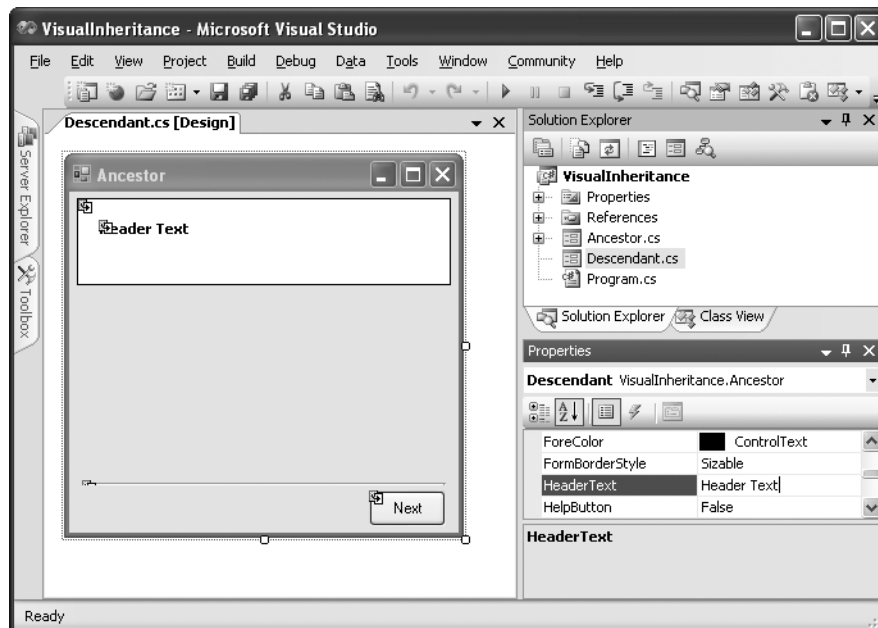 VisualInheritance - Microsoft Visual Studio
File Edit View Project Build Debug Data Tools Window Community Help
Server Explorer
Toolbox
Descendant.cs [Design]
Ancestor
Header Text
Next
Solution Explorer
VisualInheritance
Properties
References
Ancestor.cs
Descendant.cs
Program.cs
Solution Explorer Class View
Properties
Descendant VisualInheritance.Ancestor
ForeColor ControlText
FormBorderStyle Sizable
HeaderText Header Text
HelpButton False
HeaderText
Ready